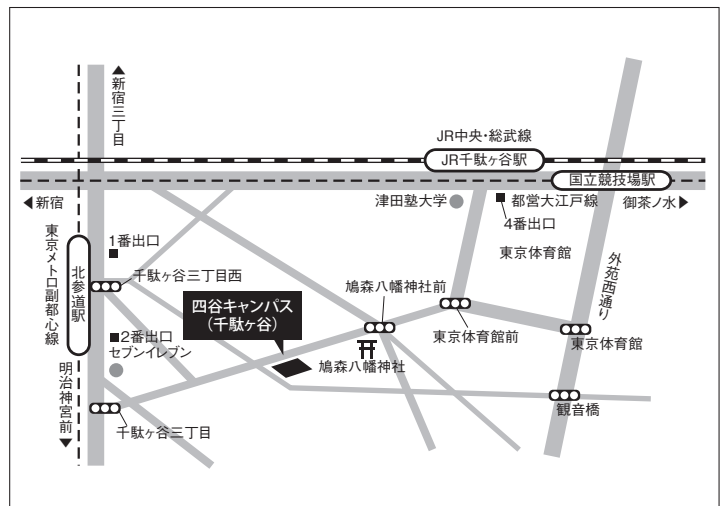 ▲新宿三丁目
JR中央・総武線
JR千駄ヶ谷駅
国立競技場駅
◀新宿
津田塾大学
都営大江戸線
御茶ノ水▶
4番出口
東京体育館
外苑西通り
東京メトロ副都心線
北参道駅
1番出口
千駄ヶ谷三丁目西
四谷キャンパス
(千駄ヶ谷)
鳩森八幡神社前
2番出口
セブンイレブン
東京体育館前
東京体育館
鳩森八幡神社
明治神宮前▼
観音橋
千駄ヶ谷三丁目